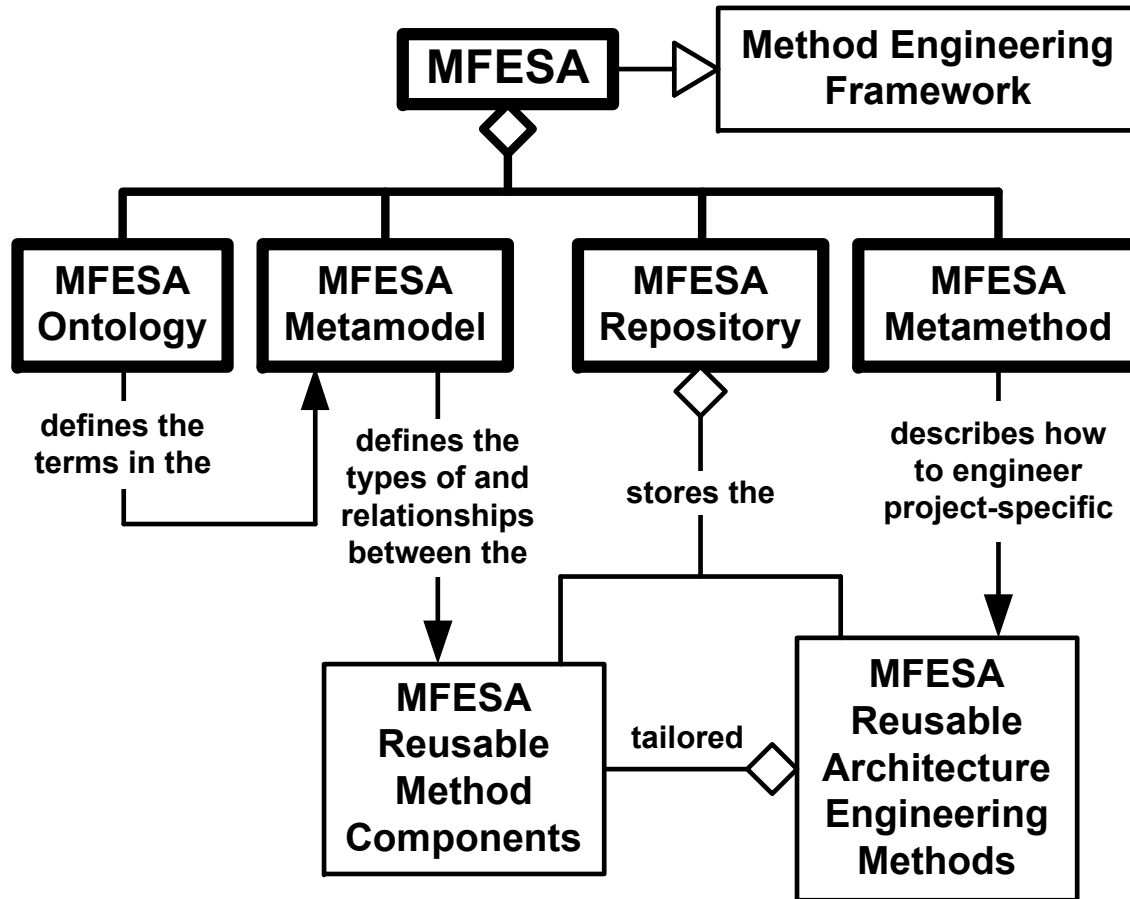 MFESA
Method Engineering
Framework
MFESA
Ontology
MFESA
Metamodel
MFESA
Repository
MFESA
Metamethod
defines the
terms in the
defines the
types of and
relationships
between the
stores the
describes how
to engineer
project-specific
MFESA
Reusable
Method
Components
tailored
MFESA
Reusable
Architecture
Engineering
Methods